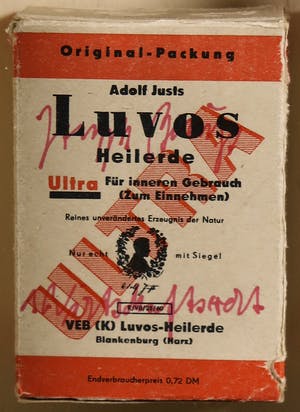 Original-Packung
Adolf Justs
Luvos
Heilerde
Ultra Für inneren Gebrauch
(Zum Einnehmen)
Reines unverändertes Erzeugnis der Natur
Nur echt mit Siegel
ULTRA
VEB (K) Luvos-Heilerde
Blankenburg (Harz)
Endverbraucherpreis 0,72 DM